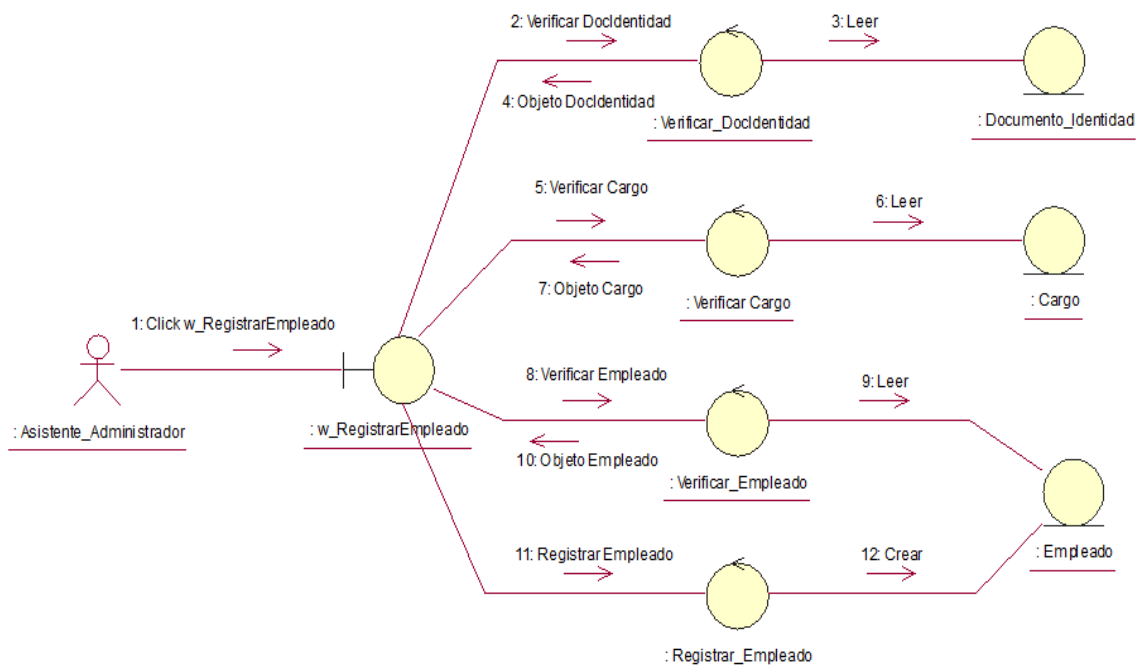 2: Verificar DocIdentidad
3: Leer
4: Objeto DocIdentidad
: Verificar_DocIdentidad
: Documento_Identidad
5: Verificar Cargo
6: Leer
7: Objeto Cargo
: Verificar Cargo
: Cargo
1: Click w_RegistrarEmpleado
: Asistente_Administrador
: w_RegistrarEmpleado
8: Verificar Empleado
9: Leer
10: Objeto Empleado
: Verificar_Empleado
: Empleado
11: Registrar Empleado
12: Crear
: Registrar_Empleado